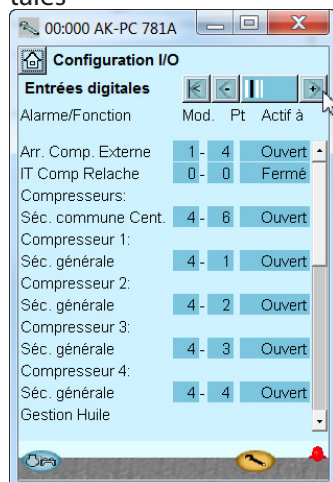 tales
00:000 AK-PC 781A
Configuration I/O
Entrées digitales
Alarme/Fonction Mod. Pt Actif à
Arr. Comp. Externe 1 - 4 Ouvert
IT Comp Relache 0 - 0 Fermé
Compresseurs:
Séc. commune Cent. 4 - 6 Ouvert
Compresseur 1:
Séc. générale 4 - 1 Ouvert
Compresseur 2:
Séc. générale 4 - 2 Ouvert
Compresseur 3:
Séc. générale 4 - 3 Ouvert
Compresseur 4:
Séc. générale 4 - 4 Ouvert
Gestion Huile